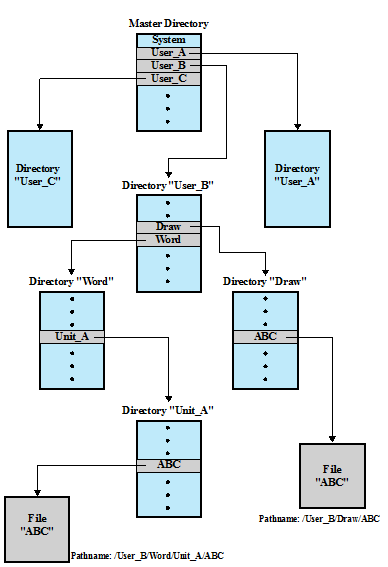 Master Directory
System
User_A
User_B
User_C
Directory
"User_C"
Directory
"User_A"
Directory "User_B"
Draw
Word
Directory "Word"
Directory "Draw"
Unit_A
ABC
Directory "Unit_A"
ABC
File
"ABC"
Pathname: /User_B/Draw/ABC
File
"ABC"
Pathname: /User_B/Word/Unit_A/ABC